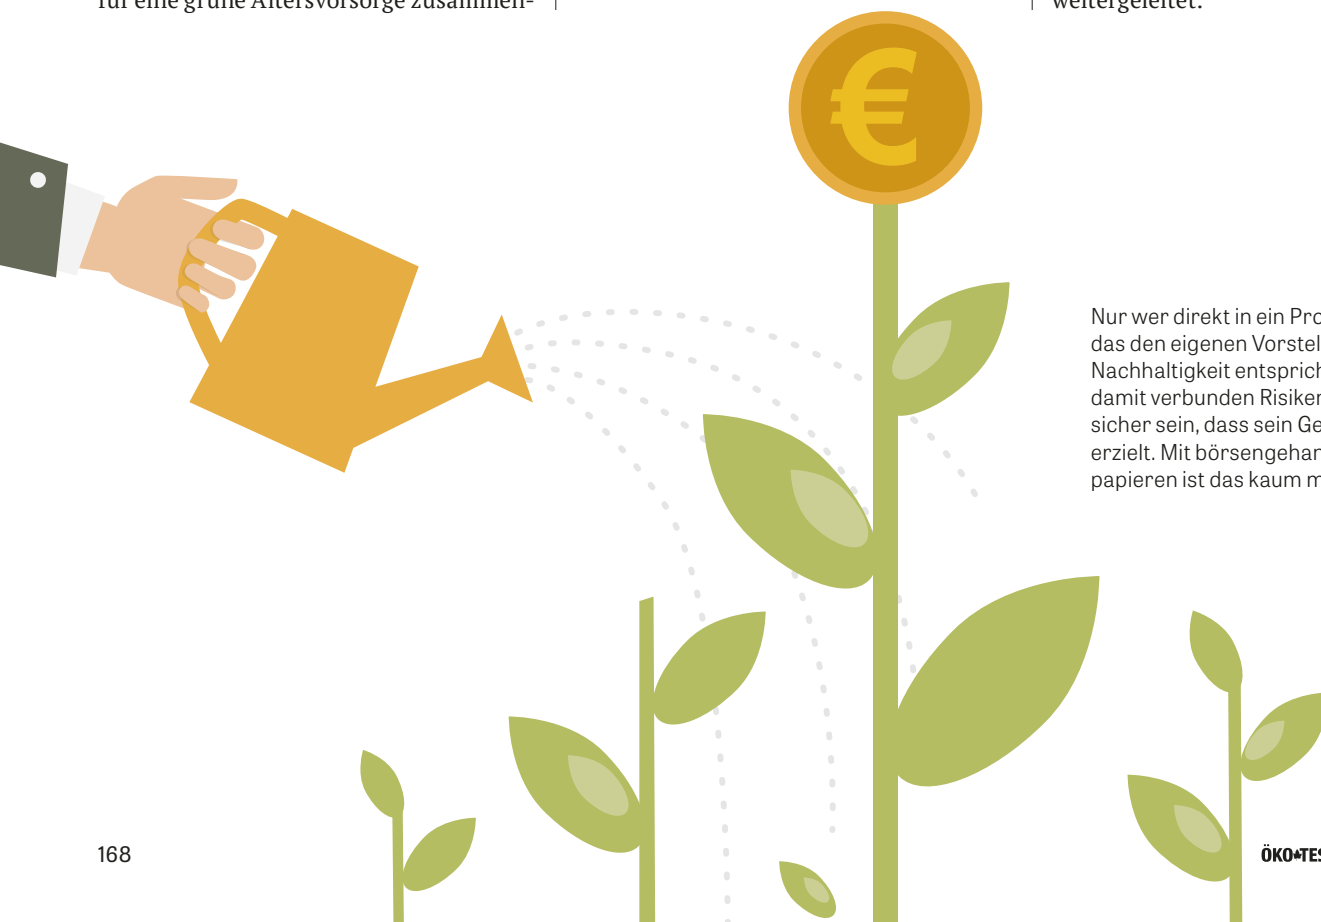 für eine grüne Altersvorsorge zusammen-
weitergeleitet.
€
Nur wer direkt in ein Pro
das den eigenen Vorstel
Nachhaltigkeit entsprich
damit verbunden Risiker
sicher sein, dass sein Ge
erzielt. Mit börsengehan
papieren ist das kaum m
168
ÖKO TES